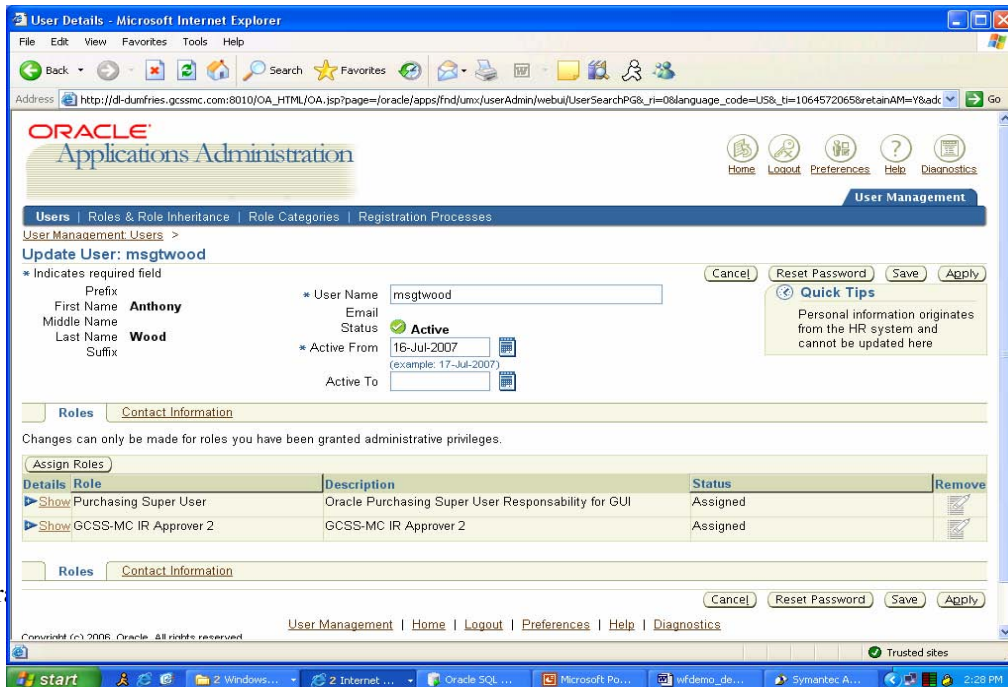 User Details - Microsoft Internet Explorer
File Edit View Favorites Tools Help
Back Search Favorites
Address http://dl-dumfries.gcssmc.com:8010/OA_HTML/OA.jsp?page=/oracle/apps/fnd/umx/userAdmin/webui/UserSearchPG&_ri=0&language_code=US&_ti=1064572065&retainAM=Y&adc Go
ORACLE
Applications Administration
Home Logout Preferences Help Diagnostics
User Management
Users | Roles & Role Inheritance | Role Categories | Registration Processes
User Management: Users >
Update User: msgtwood
* Indicates required field
Cancel Reset Password Save Apply
Prefix
First Name Anthony
Middle Name
Last Name Wood
Suffix
* User Name msgtwood
Email
Status Active
* Active From 16-Jul-2007
(example: 17-Jul-2007)
Active To
Quick Tips
Personal information originates
from the HR system and
cannot be updated here
Roles Contact Information
Changes can only be made for roles you have been granted administrative privileges.
Assign Roles
Details Role Description Status Remove
Show Purchasing Super User Oracle Purchasing Super User Responsability for GUI Assigned
Show GCSS-MC IR Approver 2 GCSS-MC IR Approver 2 Assigned
Roles Contact Information
Cancel Reset Password Save Apply
User Management | Home | Logout | Preferences | Help | Diagnostics
Copyright (c) 2006, Oracle. All rights reserved.
Trusted sites
start 2 Windows... 2 Internet ... Oracle SQL ... Microsoft Po... wfdemo_de... Symantec A... 2:28 PM